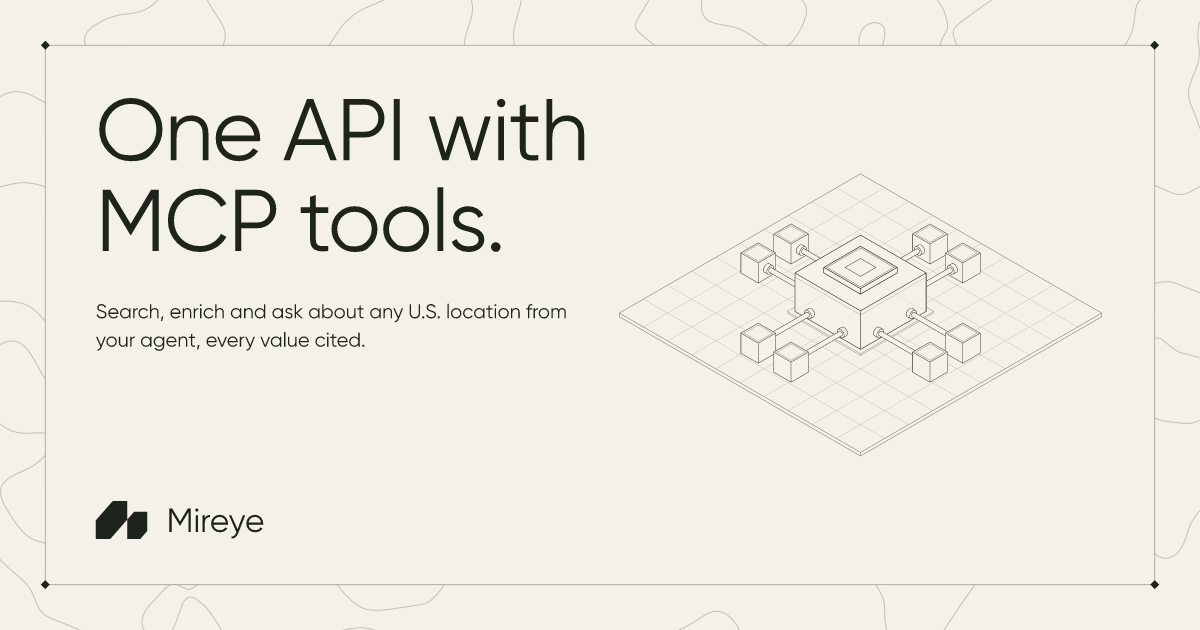 One API with
MCP tools.
Search, enrich and ask about any U.S. location from
your agent, every value cited.
Mireye